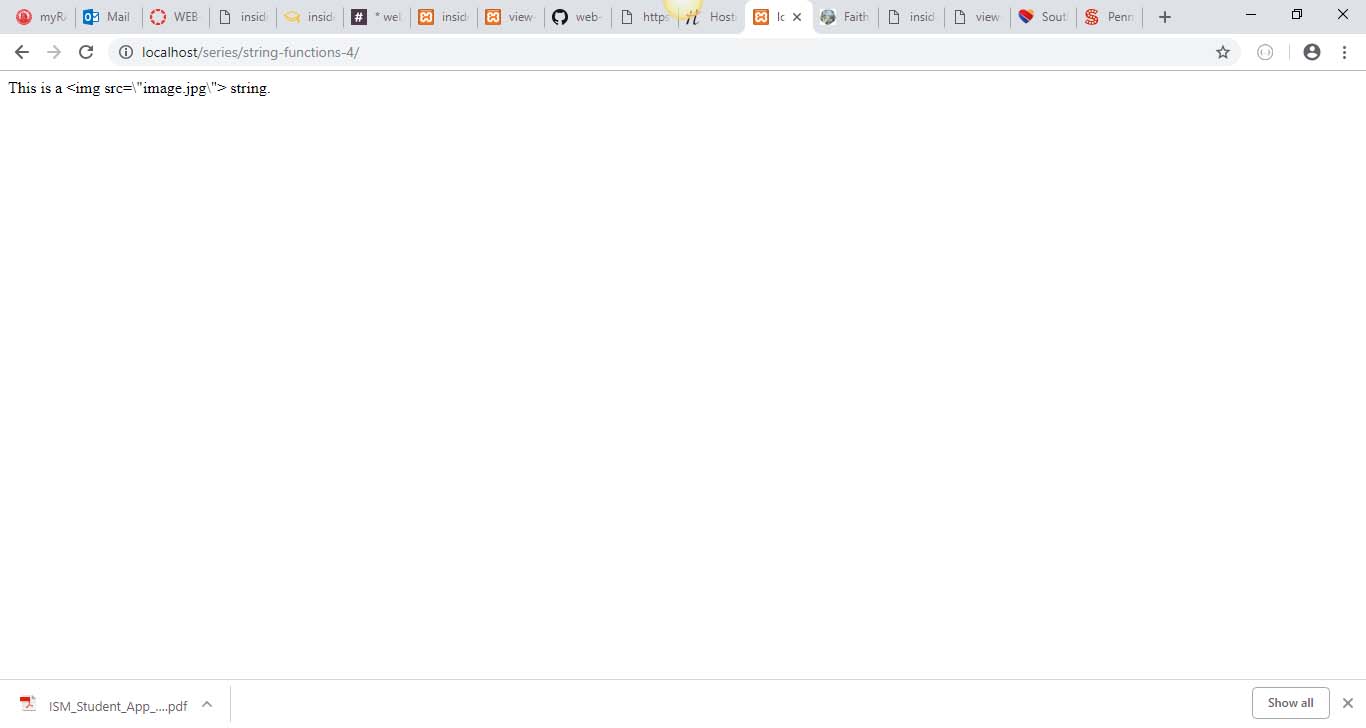 myR Mail WEB insid insid * wel insid view- web- https Host lo Faith insid view Sout Penn
localhost/series/string-functions-4/
This is a <img src=\"image.jpg\"> string.
ISM_Student_App_....pdf Show all